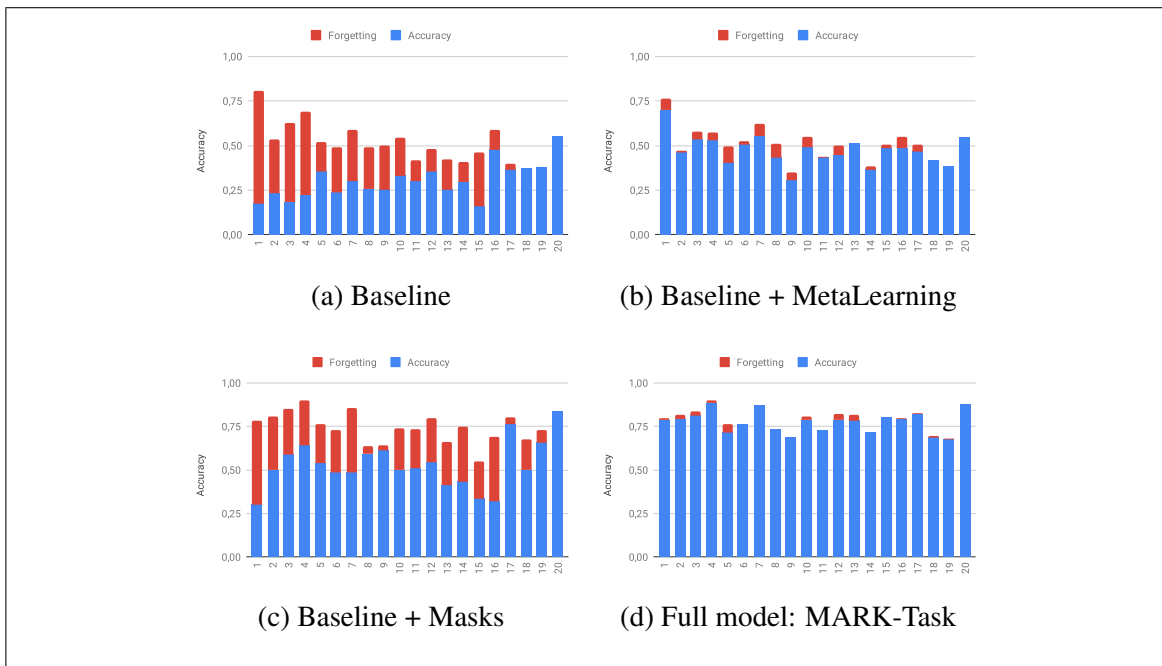 Forgetting Accuracy
1,00
0,75
0,50
0,25
0,00
Accuracy
1 2 3 4 5 6 7 8 9 10 11 12 13 14 15 16 17 18 19 20
(a) Baseline
Forgetting Accuracy
1,00
0,75
0,50
0,25
0,00
Accuracy
1 2 3 4 5 6 7 8 9 10 11 12 13 14 15 16 17 18 19 20
(b) Baseline + MetaLearning
Forgetting Accuracy
1,00
0,75
0,50
0,25
0,00
Accuracy
1 2 3 4 5 6 7 8 9 10 11 12 13 14 15 16 17 18 19 20
(c) Baseline + Masks
Forgetting Accuracy
1,00
0,75
0,50
0,25
0,00
Accuracy
1 2 3 4 5 6 7 8 9 10 11 12 13 14 15 16 17 18 19 20
(d) Full model: MARK-Task